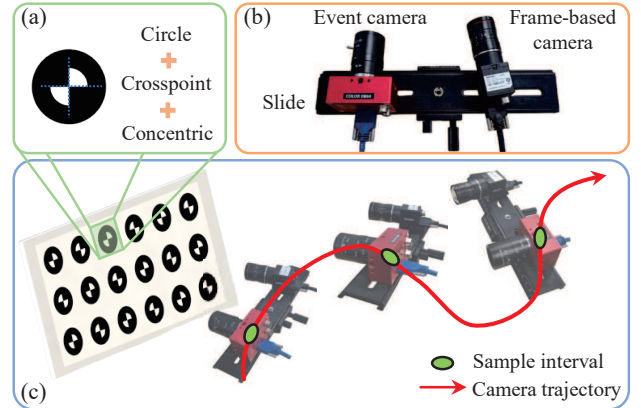 (a)
Circle
Crosspoint
Concentric
(b)
Event camera
Frame-based
camera
Slide
(c)
Sample interval
Camera trajectory